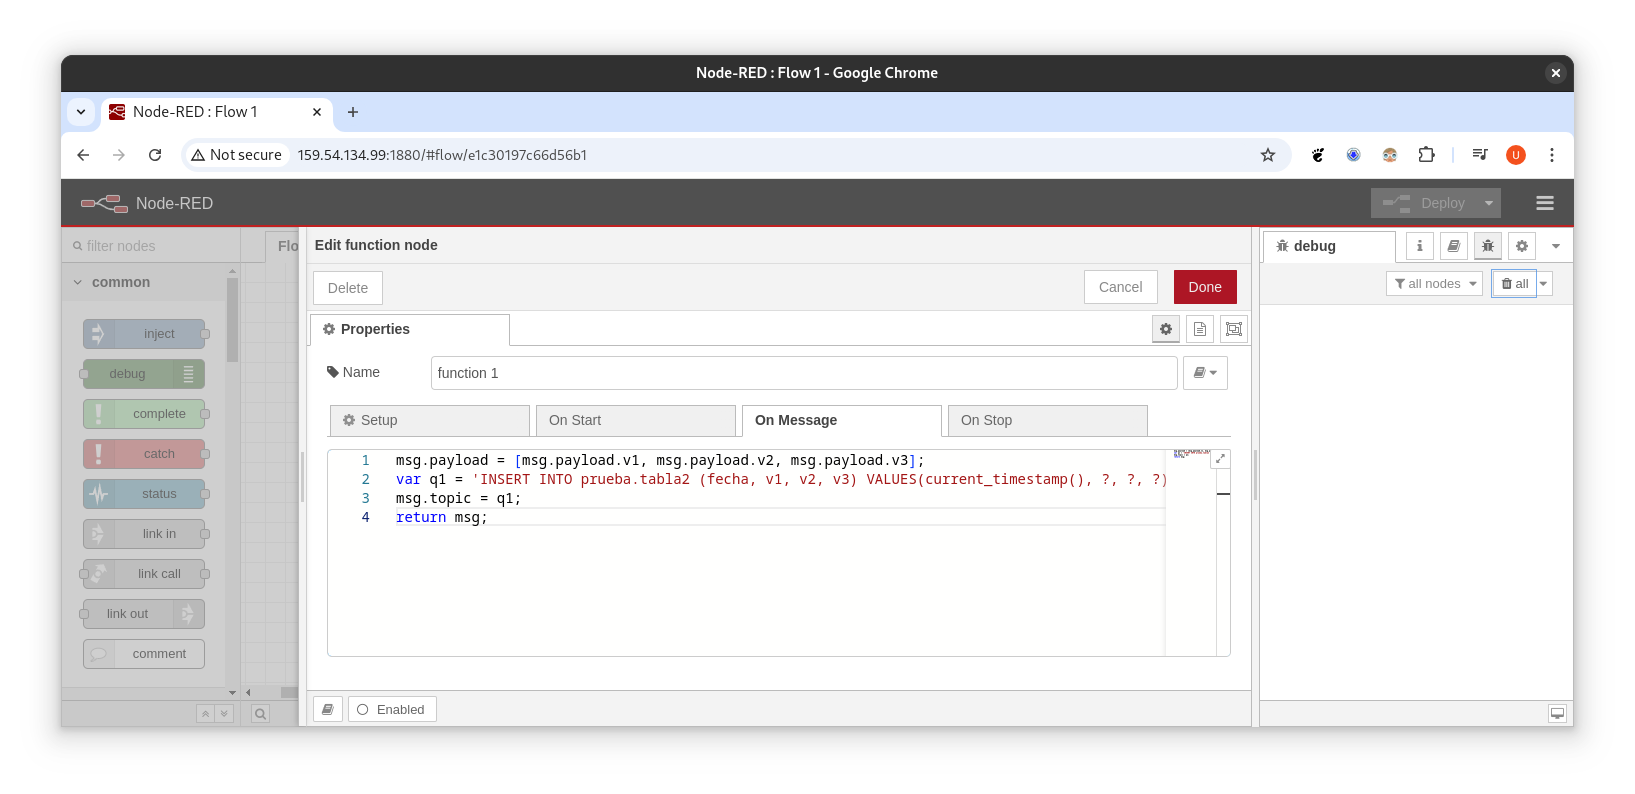 Node-RED : Flow 1 - Google Chrome
Node-RED : Flow 1
Not secure 159.54.134.99:1880/#flow/e1c30197c66d56b1
U
Node-RED
Deploy
filter nodes
Flo
common
inject
debug
complete
catch
status
link in
link call
link out
comment
Edit function node
Delete
Cancel
Done
Properties
Name
function 1
Setup
On Start
On Message
On Stop
1 msg.payload = [msg.payload.v1, msg.payload.v2, msg.payload.v3];
2 var q1 = 'INSERT INTO prueba.tabla2 (fecha, v1, v2, v3) VALUES(current_timestamp(), ?, ?, ?)
3 msg.topic = q1;
4 return msg;
Enabled
debug
all nodes
all